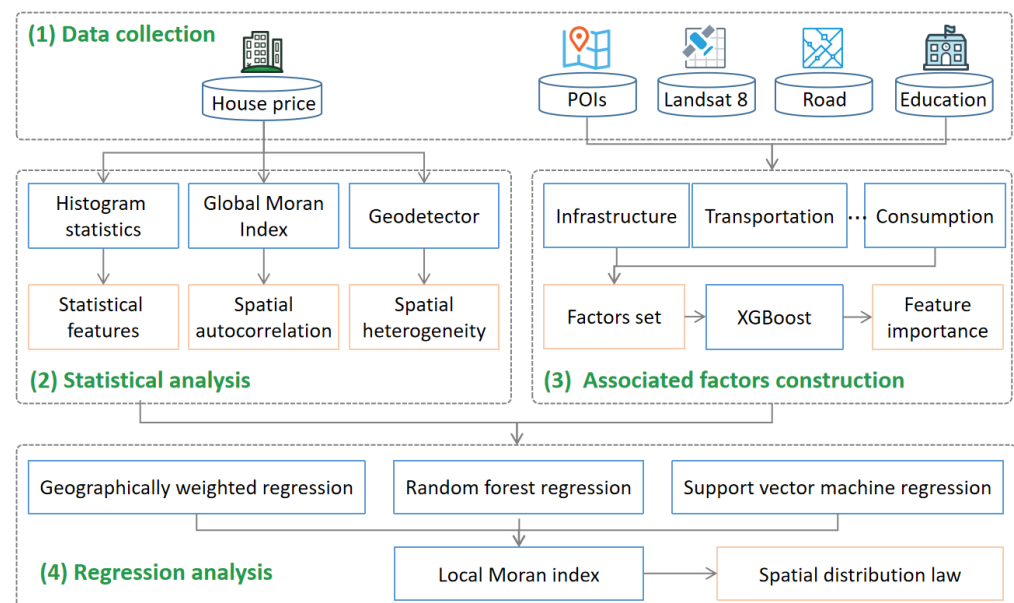 (1) Data collection
House price
POIs
Landsat 8
Road
Education
Histogram
statistics
Global Moran
Index
Geodetector
Statistical
features
Spatial
autocorrelation
Spatial
heterogeneity
(2) Statistical analysis
Infrastructure
Transportation
...
Consumption
Factors set
XGBoost
Feature
importance
(3) Associated factors construction
Geographically weighted regression
Random forest regression
Support vector machine regression
(4) Regression analysis
Local Moran index
Spatial distribution law